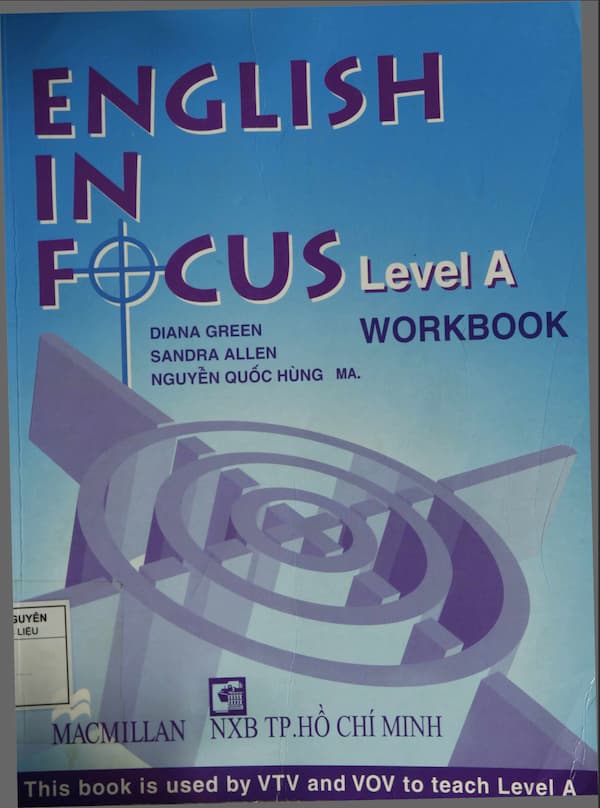 ENGLISH
IN
FOCUS
Level A
WORKBOOK
DIANA GREEN
SANDRA ALLEN
NGUYỄN QUỐC HÙNG MA.
GUYÊN
LIỆU
MACMILLAN NXB TP.HỒ CHÍ MINH
This book is used by VTV and VOV to teach Level A